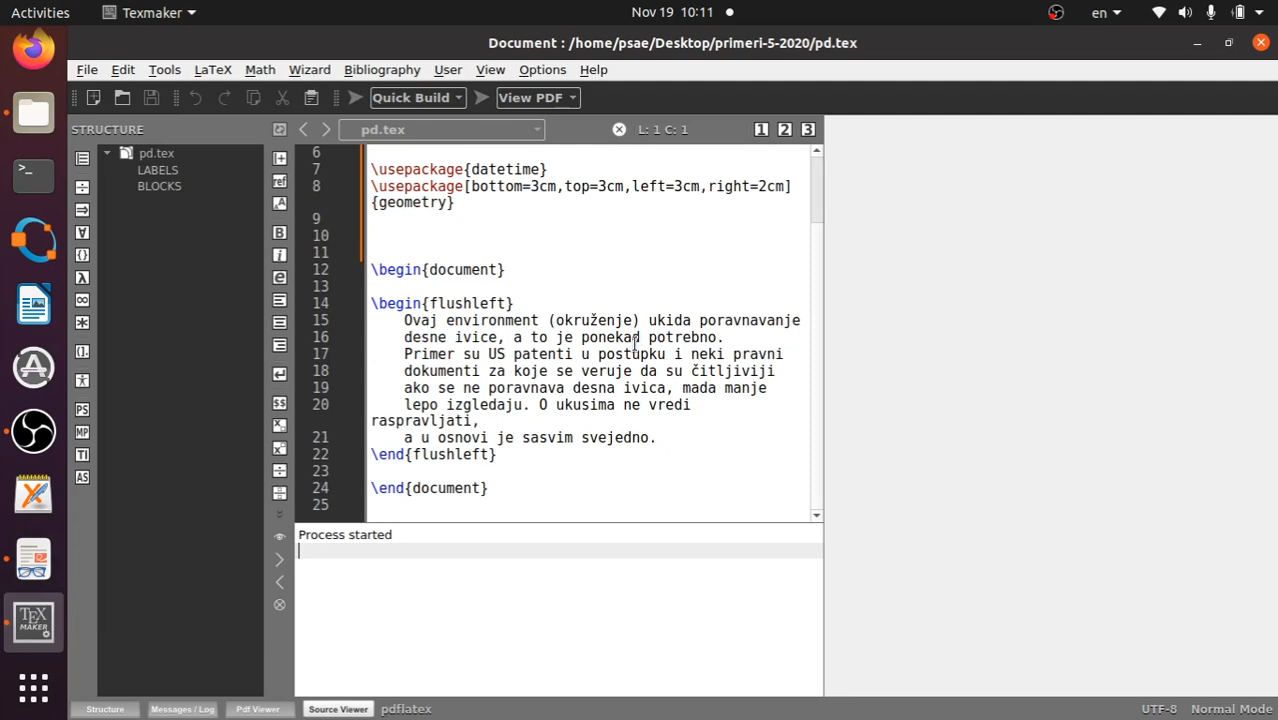 Activities Texmaker Nov 19 10:11 en
Document : /home/psae/Desktop/primeri-5-2020/pd.tex
File Edit Tools LaTeX Math Wizard Bibliography User View Options Help
Quick Build View PDF
STRUCTURE pd.tex L: 1 C: 1 1 2 3
pd.tex
LABELS
BLOCKS
6
7 \usepackage{datetime}
8 \usepackage[bottom=3cm,top=3cm,left=3cm,right=2cm]
{geometry}
9
10
11
12 \begin{document}
13
14 \begin{flushleft}
15 Ovaj environment (okruženje) ukida poravnavanje
16 desne ivice, a to je ponekad potrebno.
17 Primer su US patenti u postupku i neki pravni
18 dokumenti za koje se veruje da su čitljiviji
19 ako se ne poravnava desna ivica, mada manje
20 lepo izgledaju. O ukusima ne vredi
raspravljati,
21 a u osnovi je sasvim svejedno.
22 \end{flushleft}
23
24 \end{document}
25
Process started
Structure Messages / Log Pdf Viewer Source Viewer pdflatex UTF-8 Normal Mode